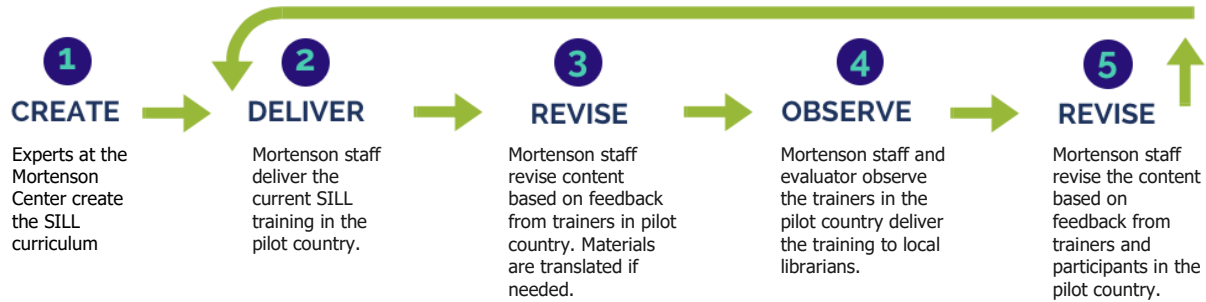 1
CREATE
Experts at the
Mortenson
Center create
the SILL
curriculum
2
DELIVER
Mortenson staff
deliver the
current SILL
training in the
pilot country.
3
REVISE
Mortenson staff
revise content
based on feedback
from trainers in pilot
country. Materials
are translated if
needed.
4
OBSERVE
Mortenson staff and
evaluator observe
the trainers in the
pilot country deliver
the training to local
librarians.
5
REVISE
Mortenson staff
revise the content
based on
feedback from
trainers and
participants in the
pilot country.